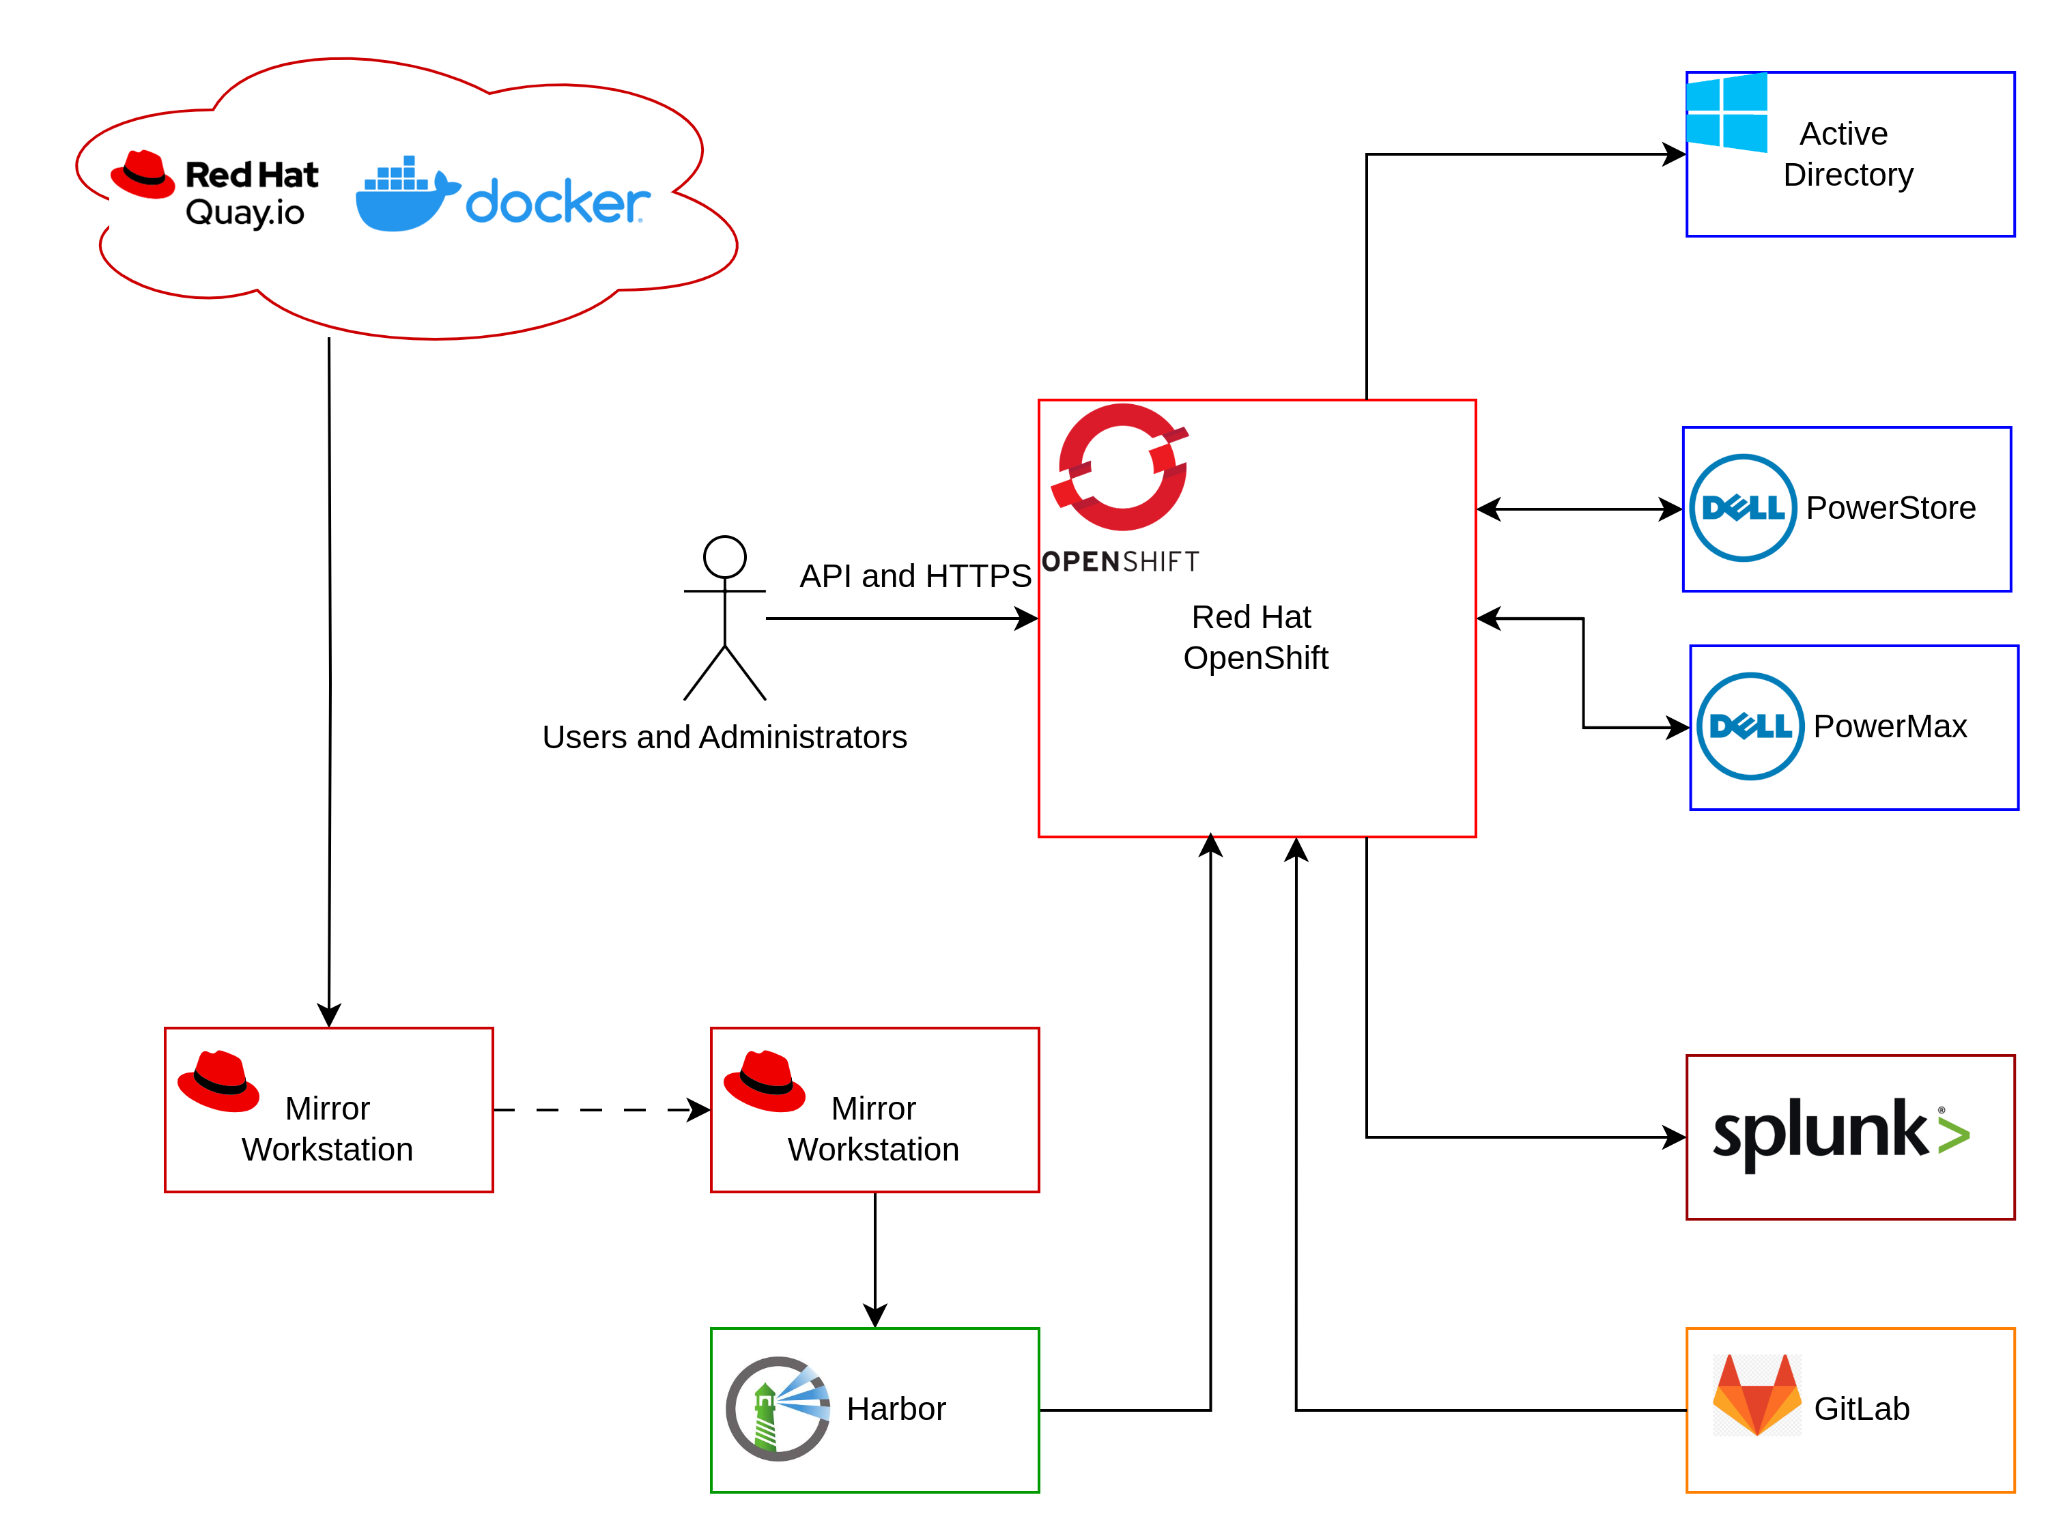 Red Hat
Quay.io
docker
Active
Directory
OPENSHIFT
DELL
PowerStore
API and HTTPS
Red Hat
OpenShift
Users and Administrators
DELL
PowerMax
Mirror
Workstation
Mirror
Workstation
splunk>®
Harbor
GitLab